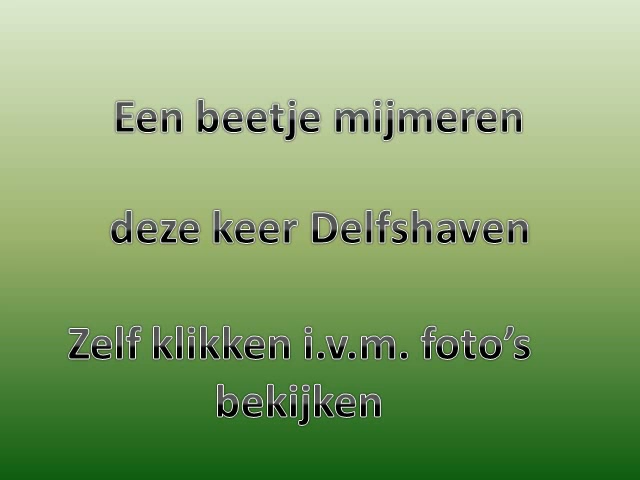 Een beetje mijmeren
deze keer Delfshaven
Zelf klikken i.v.m. foto’s
bekijken